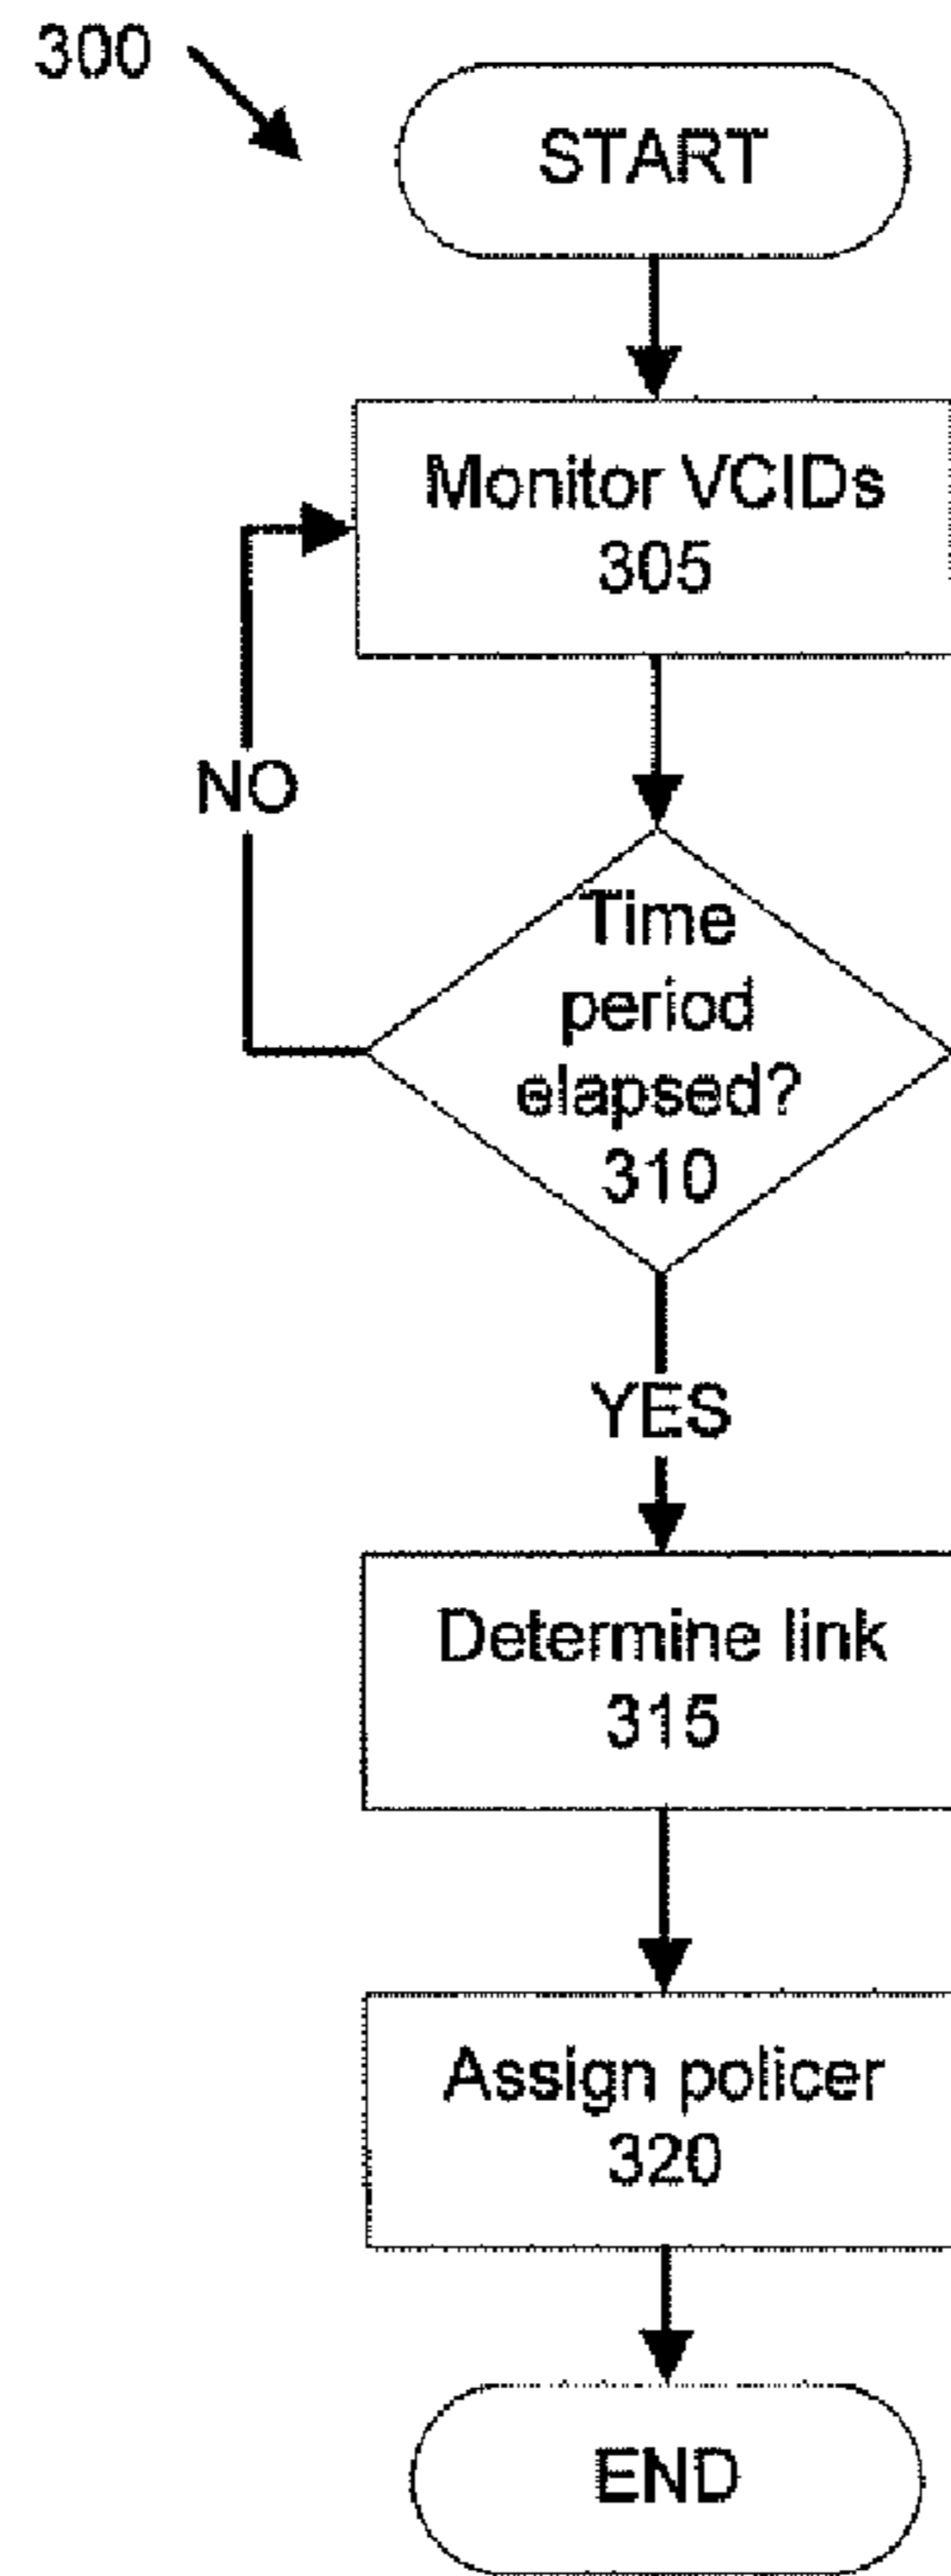 300
START
Monitor VCIDs
305
NO
Time
period
elapsed?
310
YES
Determine link
315
Assign policer
320
END